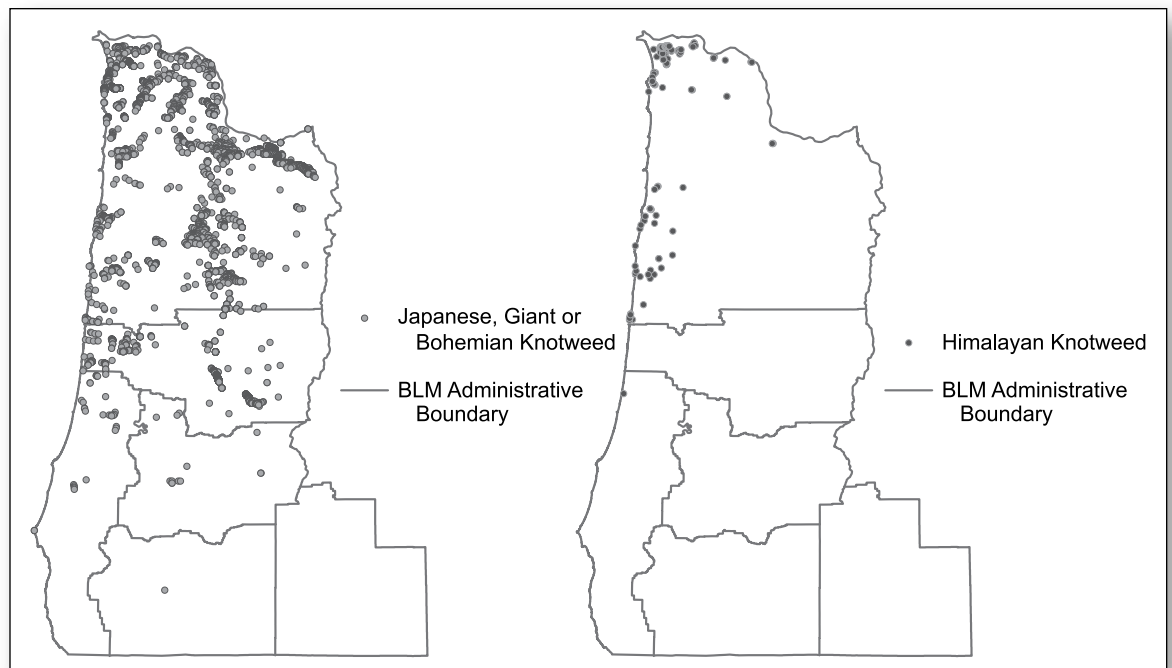 Japanese, Giant or
Bohemian Knotweed
BLM Administrative
Boundary
Himalayan Knotweed
BLM Administrative
Boundary